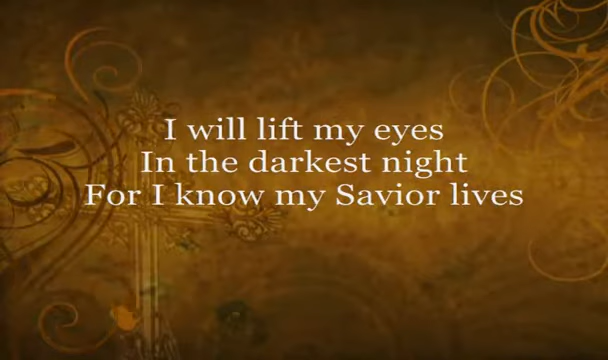 I will lift my eyes
In the darkest night
For I know my Savior lives